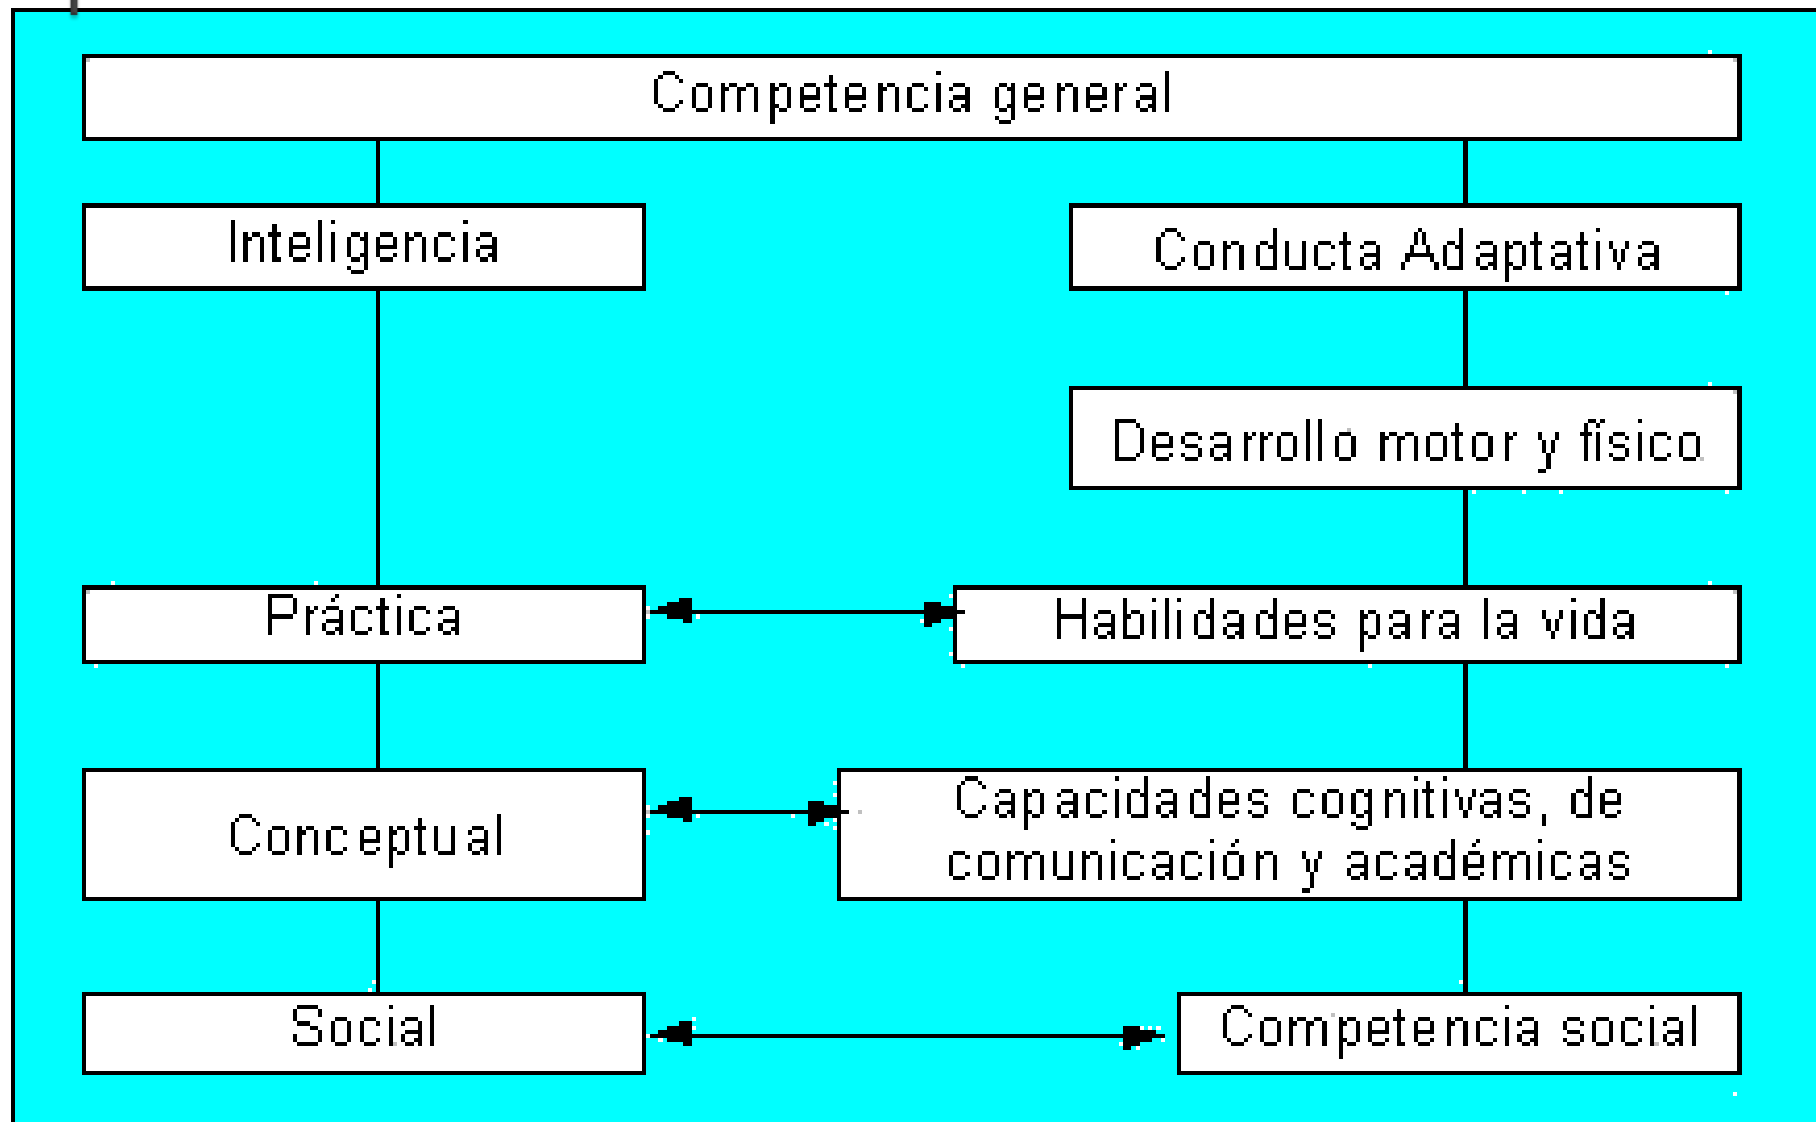 Competencia general
Inteligencia
Conducta Adaptativa
Desarrollo motor y físico
Práctica
Habilidades para la vida
Conceptual
Capacidades cognitivas, de
comunicación y académicas
Social
Competencia social